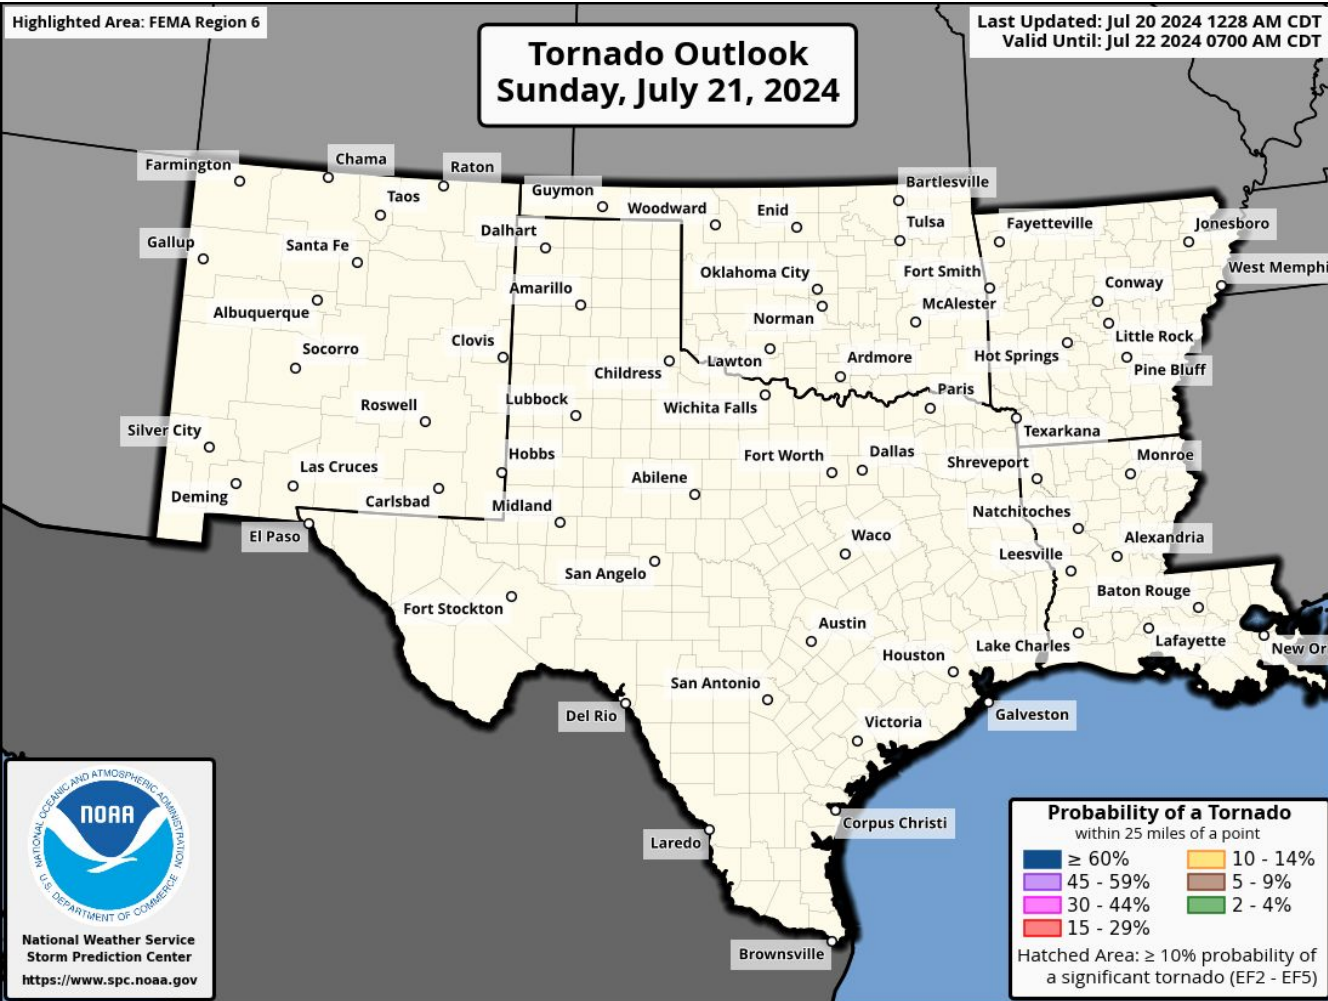 Highlighted Area: FEMA Region 6
Last Updated: Jul 20 2024 1228 AM CDT
Valid Until: Jul 22 2024 0700 AM CDT
Tornado Outlook
Sunday, July 21, 2024
Farmington
Chama
Raton
Taos
Guymon
Woodward
Enid
Bartlesville
Tulsa
Fayetteville
Jonesboro
Gallup
Santa Fe
Dalhart
Oklahoma City
Fort Smith
West Memphi
Albuquerque
Amarillo
Norman
McAlester
Conway
Socorro
Clovis
Childress
Lawton
Ardmore
Hot Springs
Little Rock
Pine Bluff
Roswell
Lubbock
Wichita Falls
Paris
Texarkana
Silver City
Las Cruces
Hobbs
Abilene
Fort Worth
Dallas
Shreveport
Monroe
Deming
Carlsbad
Midland
Natchitoches
El Paso
San Angelo
Waco
Leesville
Alexandria
Fort Stockton
Austin
Baton Rouge
Houston
Lake Charles
Lafayette
New Or
Del Rio
San Antonio
Victoria
Galveston
Laredo
Corpus Christi
Brownsville
NATIONAL OCEANIC AND ATMOSPHERIC ADMINISTRATION
NOAA
U.S. DEPARTMENT OF COMMERCE
National Weather Service
Storm Prediction Center
https://www.spc.noaa.gov
Probability of a Tornado
within 25 miles of a point
≥ 60%
45 - 59%
30 - 44%
15 - 29%
10 - 14%
5 - 9%
2 - 4%
Hatched Area: ≥ 10% probability of
a significant tornado (EF2 - EF5)